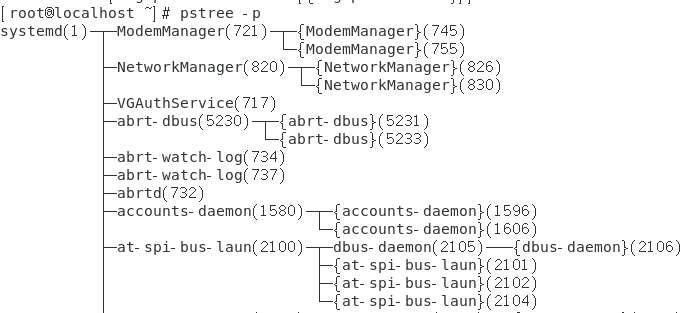 [root@localhost ~]# pstree -p
systemd(1)─┬─ModemManager(721)─┬─{ModemManager}(745)
           │                   └─{ModemManager}(755)
           ├─NetworkManager(820)─┬─{NetworkManager}(826)
           │                     └─{NetworkManager}(830)
           ├─VGAuthService(717)
           ├─abrt-dbus(5230)─┬─{abrt-dbus}(5231)
           │                 └─{abrt-dbus}(5233)
           ├─abrt-watch-log(734)
           ├─abrt-watch-log(737)
           ├─abrtd(732)
           ├─accounts-daemon(1580)─┬─{accounts-daemon}(1596)
           │                       └─{accounts-daemon}(1606)
           ├─at-spi-bus-laun(2100)─┬─dbus-daemon(2105)───{dbus-daemon}(2106)
           │                       ├─{at-spi-bus-laun}(2101)
           │                       ├─{at-spi-bus-laun}(2102)
           │                       └─{at-spi-bus-laun}(2104)